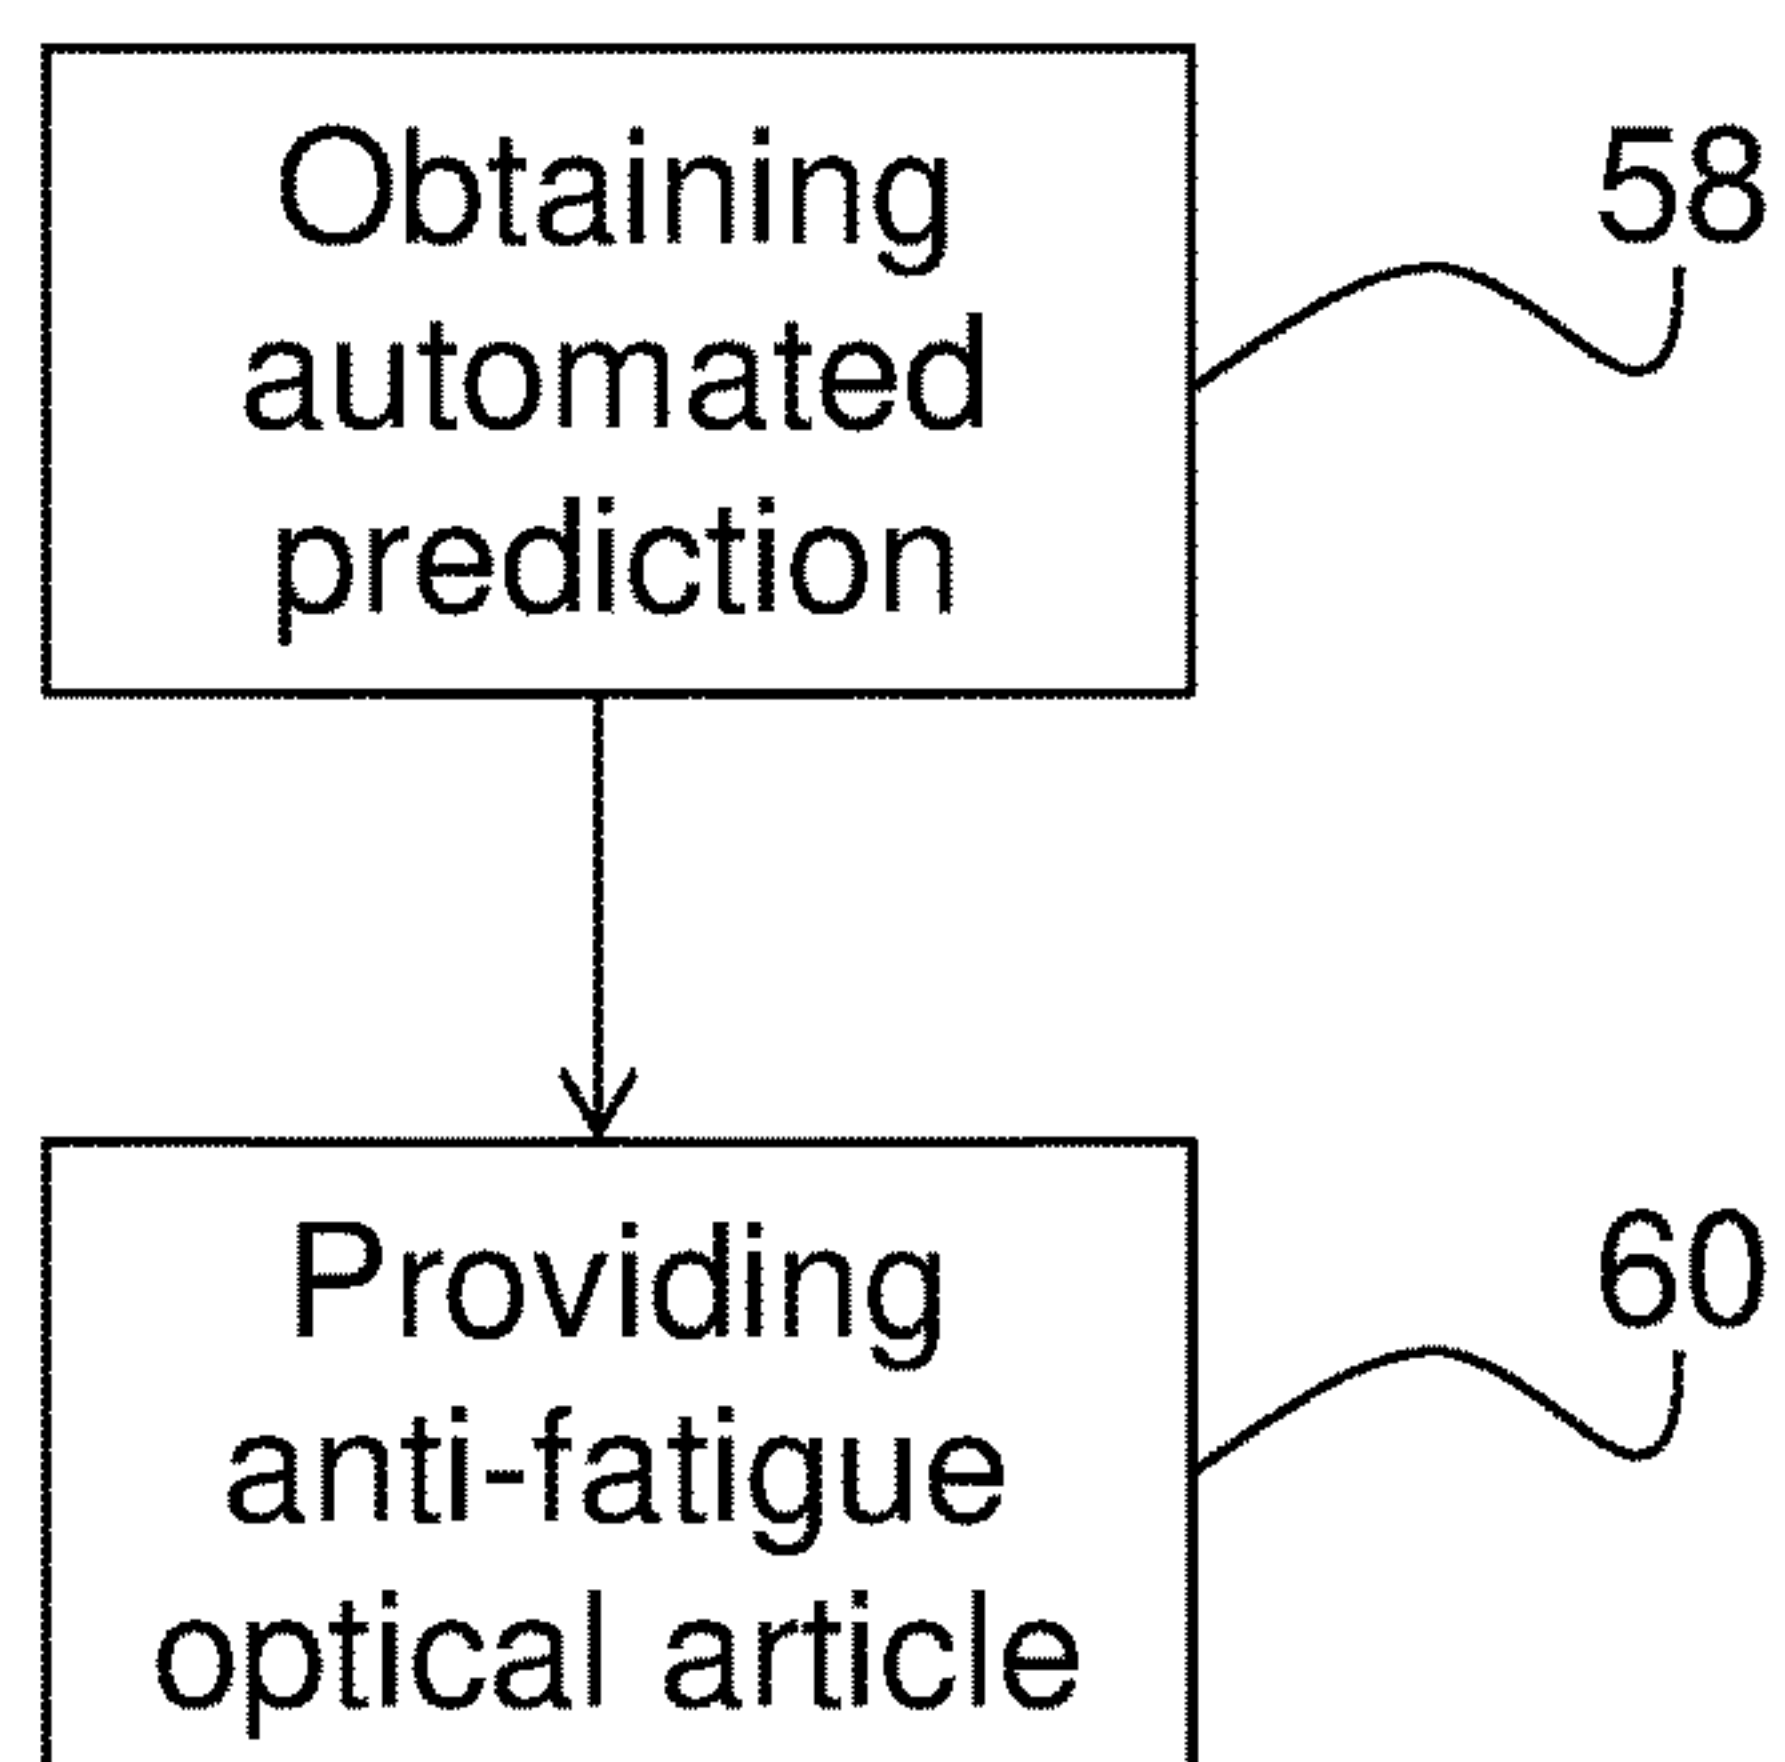 Obtaining
automated
prediction
58
Providing
anti-fatigue
optical article
60